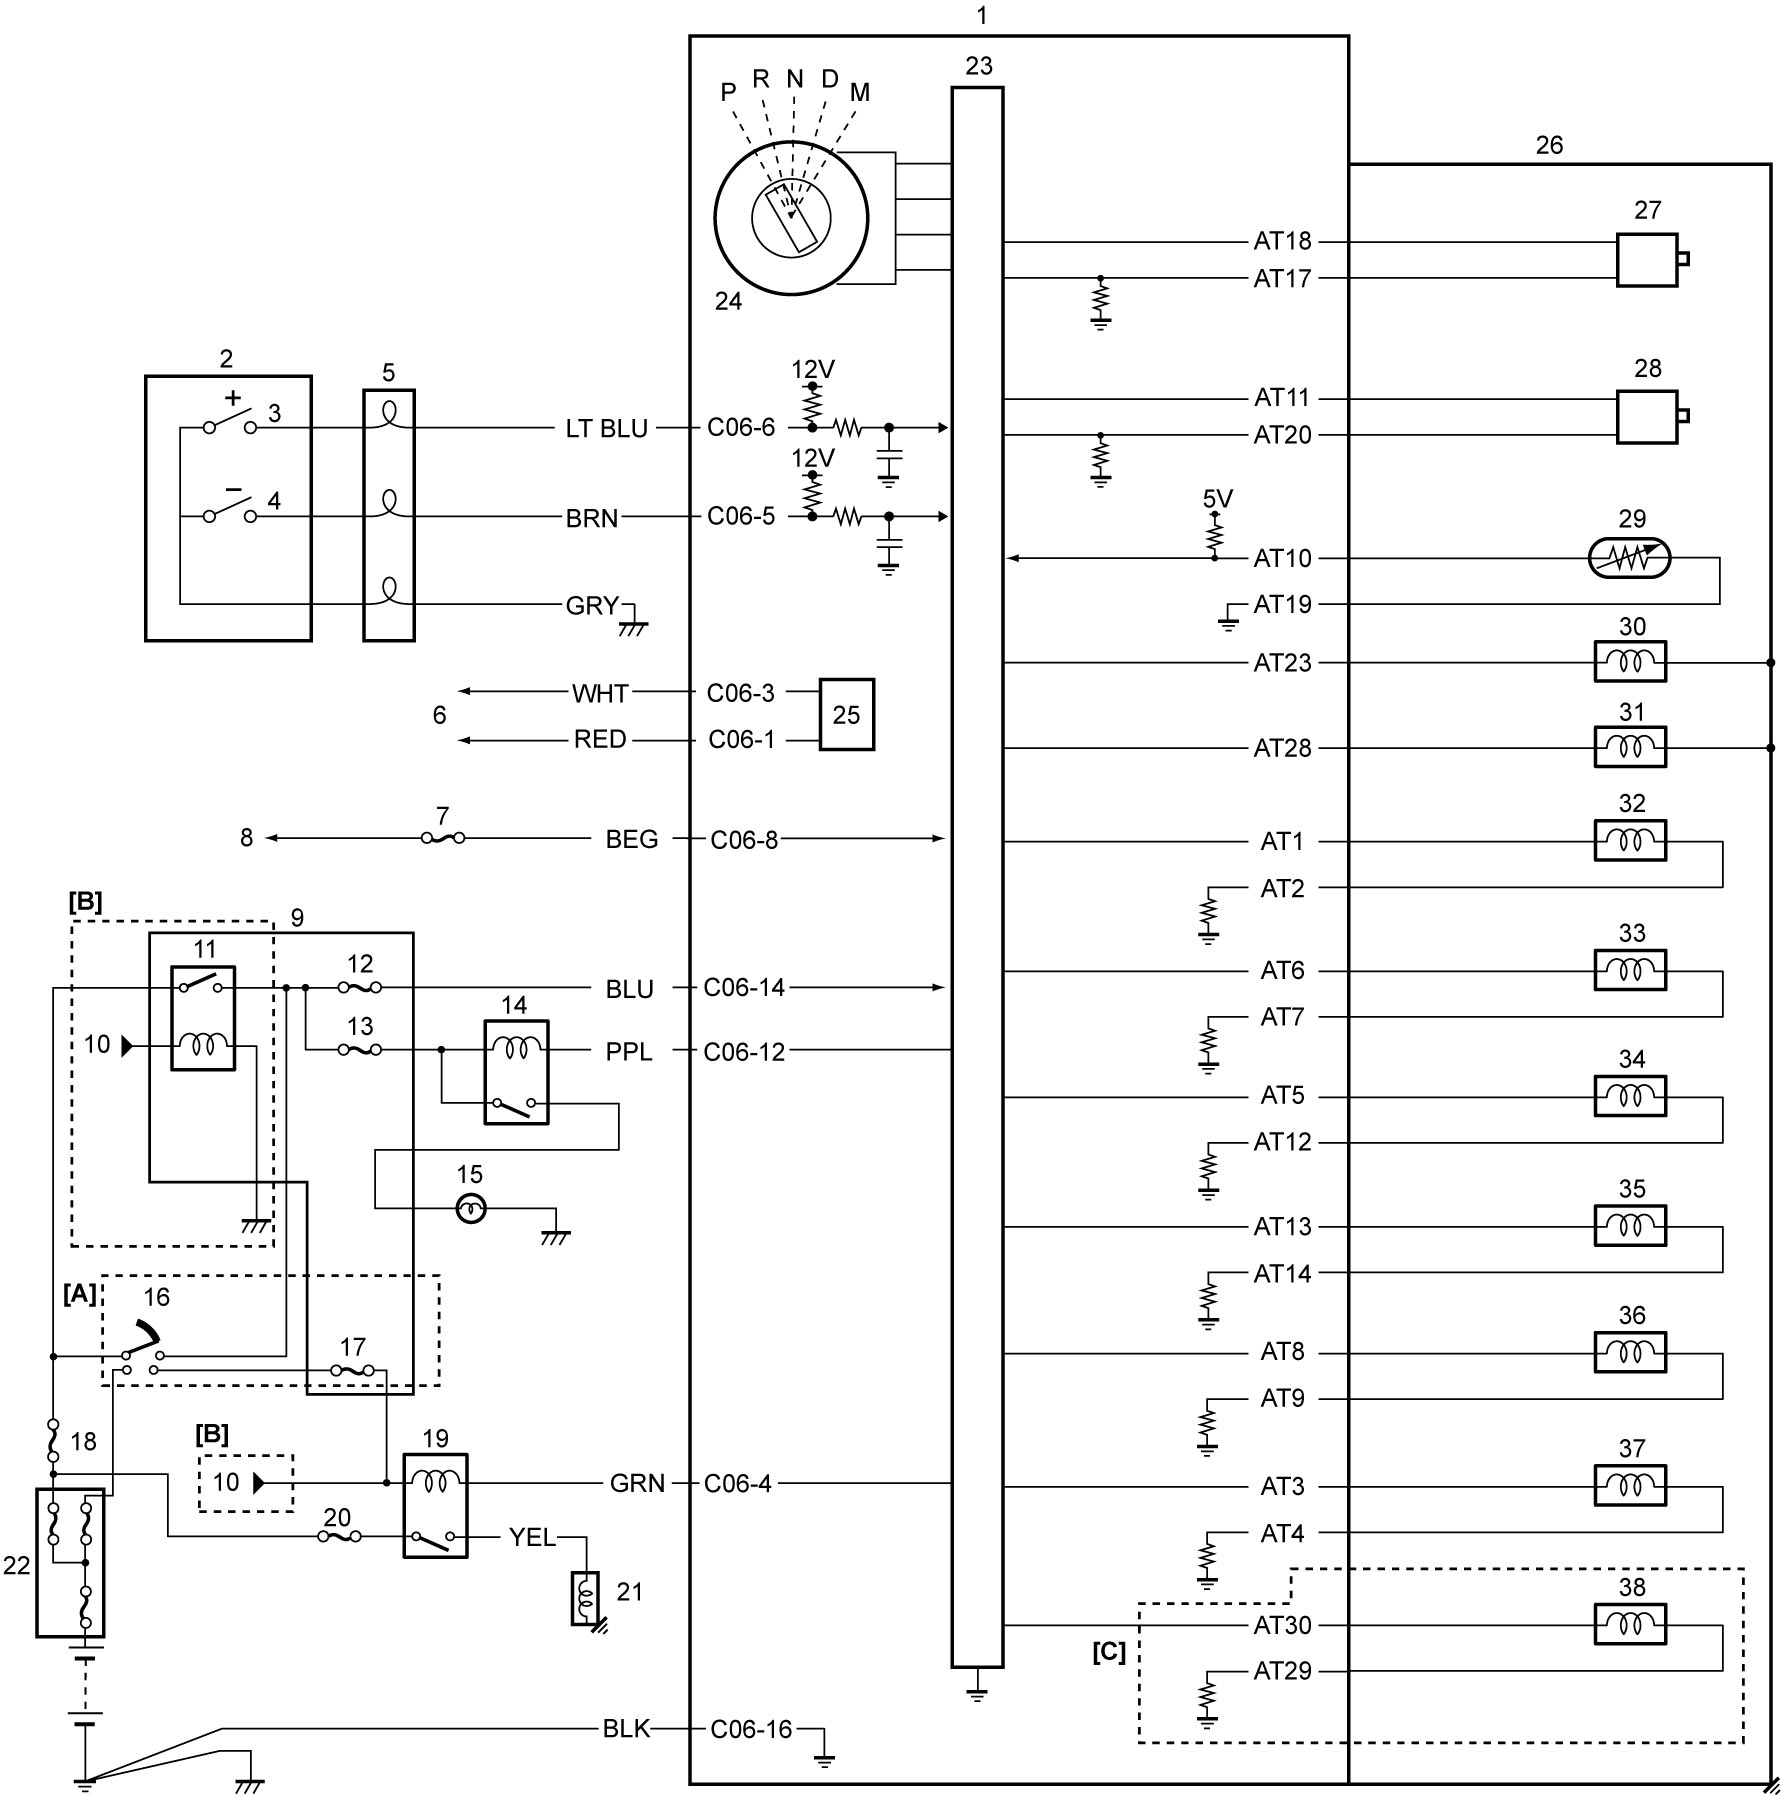 1
23
P R N D M
24
26
27
AT18
AT17
2
5
+
3
12V
LT BLU
C06-6
−
4
12V
BRN
C06-5
GRY
28
AT11
AT20
5V
29
AT10
AT19
30
AT23
6
WHT
C06-3
25
RED
C06-1
31
AT28
8
7
BEG
C06-8
32
AT1
AT2
[B]
9
11
12
BLU
C06-14
10
13
14
PPL
C06-12
15
33
AT6
AT7
34
AT5
AT12
35
AT13
AT14
[A]
16
17
36
AT8
AT9
18
[B]
10
19
GRN
C06-4
20
YEL
21
22
37
AT3
AT4
38
AT30
[C]
AT29
BLK
C06-16